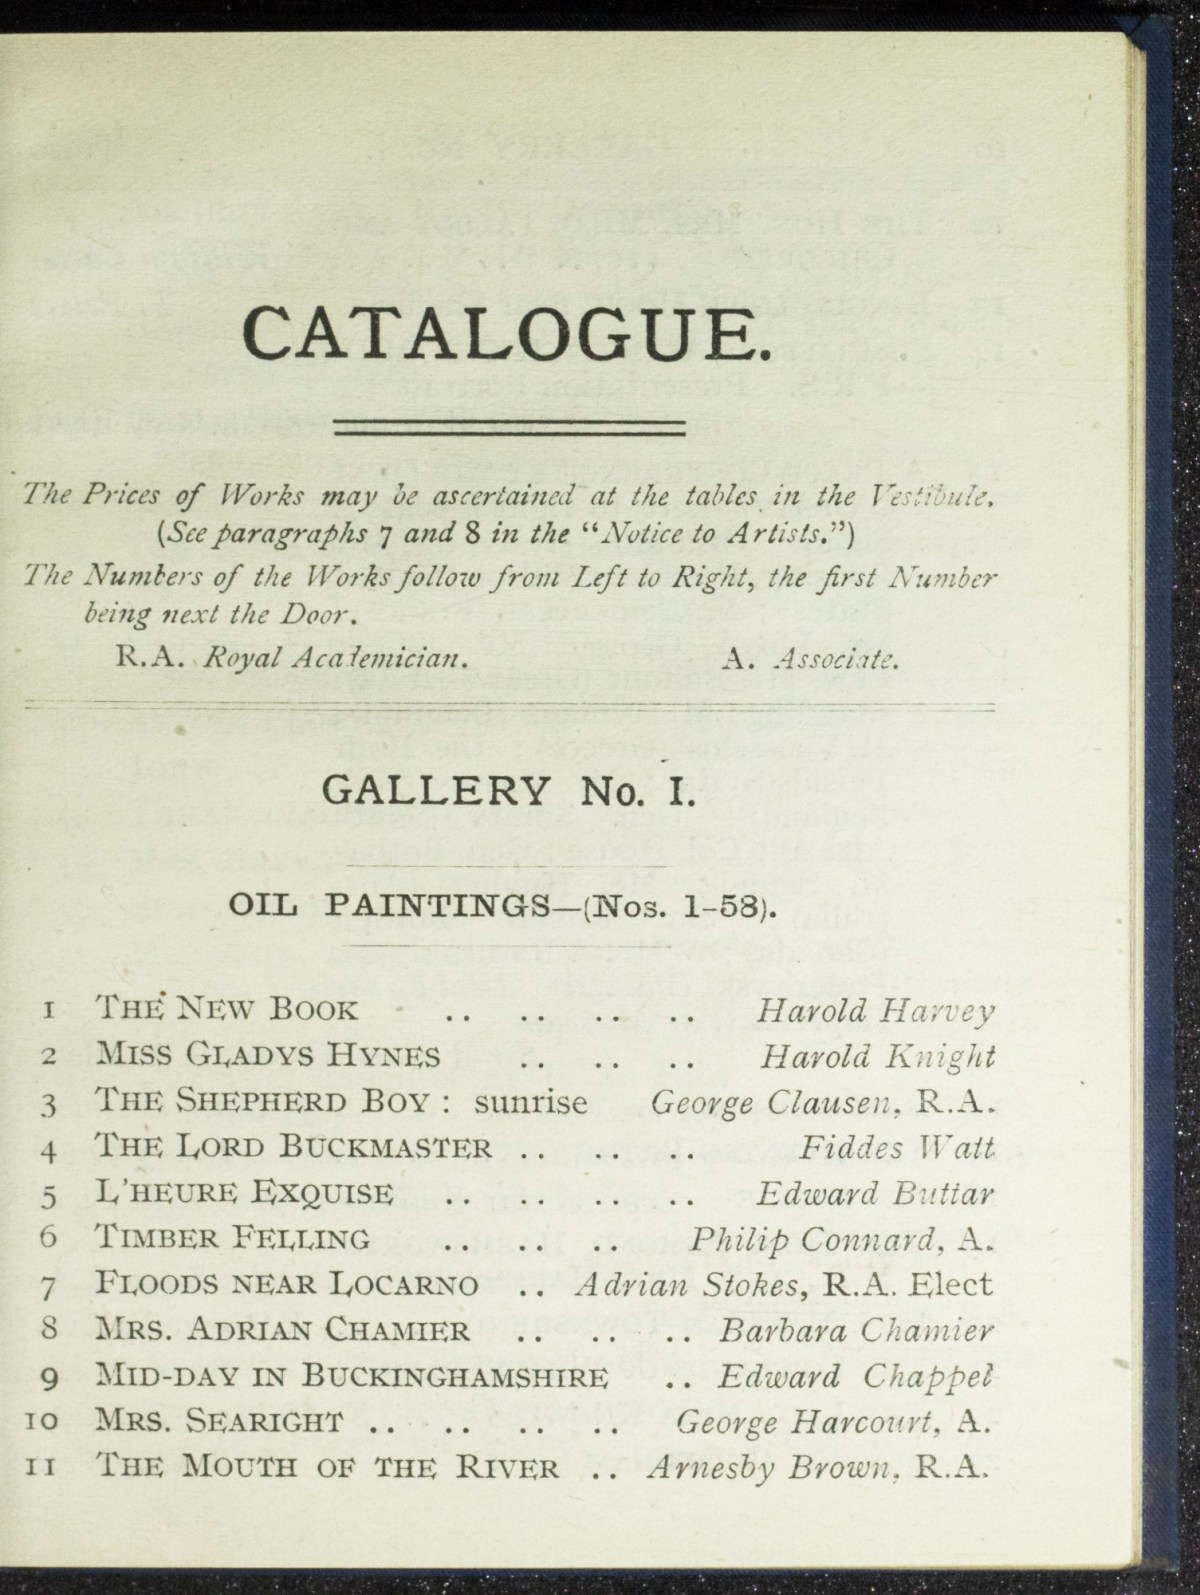 CATALOGUE.
The Prices of Works may be ascertained at the tables in the Vestibule.
(See paragraphs 7 and 8 in the “Notice to Artists.”)
The Numbers of the Works follow from Left to Right, the first Number
being next the Door.
R.A. Royal Academician. A. Associate.
GALLERY No. I.
OIL PAINTINGS—(Nos. 1-58).
1 THE NEW BOOK .. .. .. .. Harold Harvey
2 MISS GLADYS HYNES .. .. .. Harold Knight
3 THE SHEPHERD BOY : sunrise George Clausen, R.A.
4 THE LORD BUCKMASTER .. .. .. Fiddes Watt
5 L’HEURE EXQUISE .. .. .. .. Edward Buttar
6 TIMBER FELLING .. .. .. Philip Connard, A.
7 FLOODS NEAR LOCARNO .. Adrian Stokes, R.A. Elect
8 MRS. ADRIAN CHAMIER .. .. .. Barbara Chamier
9 MID-DAY IN BUCKINGHAMSHIRE .. Edward Chappel
10 MRS. SEARIGHT .. .. .. .. George Harcourt, A.
11 THE MOUTH OF THE RIVER .. Arnesby Brown, R.A.